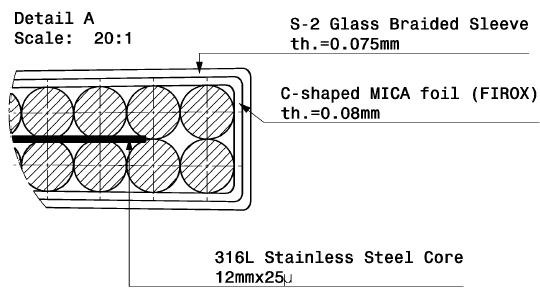 Detail A
Scale: 20:1
S-2 Glass Braided Sleeve
th.=0.075mm
C-shaped MICA foil (FIROX)
th.=0.08mm
316L Stainless Steel Core
12mmx25μ